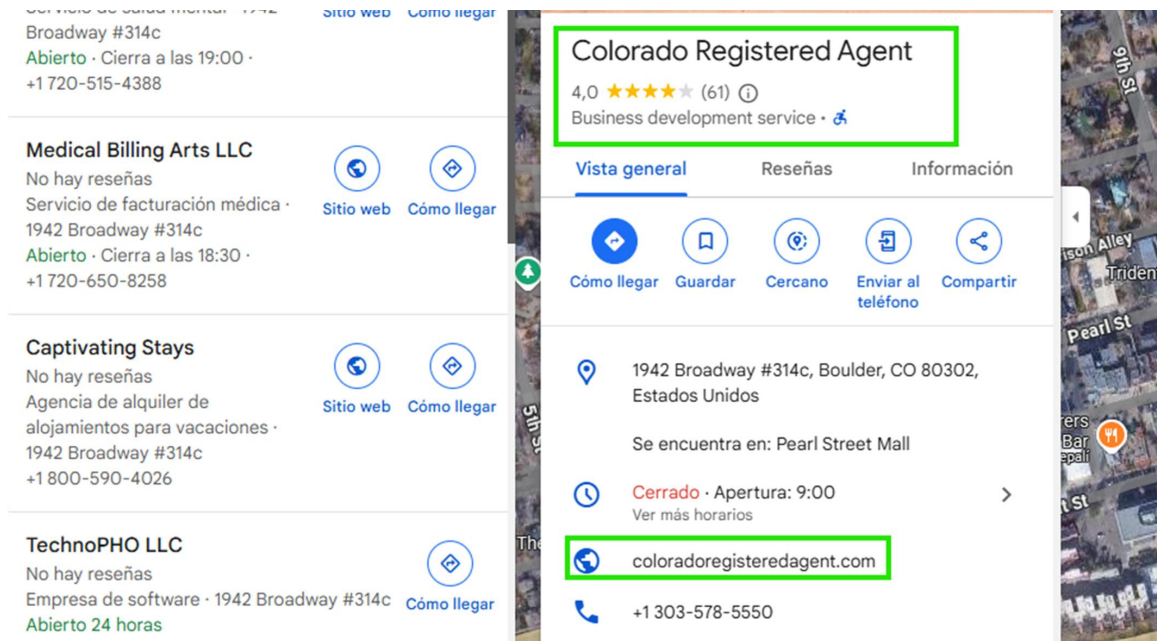 Sitio web Cómo llegar
Broadway #314c
Abierto · Cierra a las 19:00 ·
+1 720-515-4388
Medical Billing Arts LLC
No hay reseñas
Servicio de facturación médica ·
1942 Broadway #314c
Abierto · Cierra a las 18:30 ·
+1 720-650-8258
Sitio web Cómo llegar
Captivating Stays
No hay reseñas
Agencia de alquiler de
alojamientos para vacaciones ·
1942 Broadway #314c
+1 800-590-4026
Sitio web Cómo llegar
TechnoPHO LLC
No hay reseñas
Empresa de software · 1942 Broadway #314c
Abierto 24 horas
Cómo llegar
5th St
The
Colorado Registered Agent
4,0 (61)
Business development service ·
Vista general Reseñas Información
Cómo llegar Guardar Cercano Enviar al teléfono Compartir
1942 Broadway #314c, Boulder, CO 80302,
Estados Unidos
Se encuentra en: Pearl Street Mall
Cerrado · Apertura: 9:00
Ver más horarios
coloradoregisteredagent.com
+1 303-578-5550
9th St
Alley
Trident
Pearl St
Bar